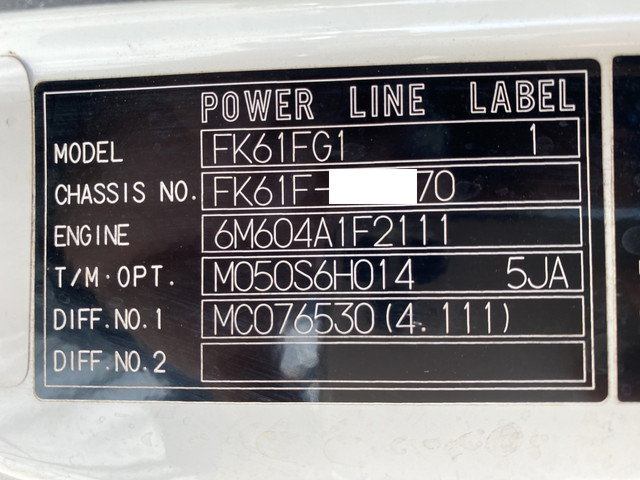 POWER LINE LABEL
MODEL FK61FG1 1
CHASSIS NO. FK61F- 70
ENGINE 6M604A1F2111
T/M·OPT. M050S6H014 5JA
DIFF.NO.1 MC076530(4.111)
DIFF.NO.2